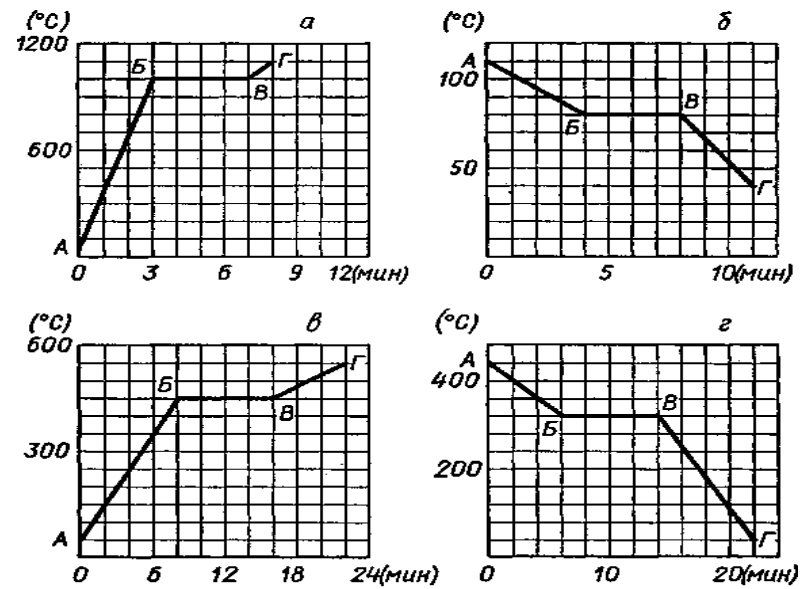 (°С) а
1200
Б Г
В
600
А
0 3 6 9 12(мин)
(°С) б
А
100
В
Б
50
Г
0 5 10(мин)
(°С) в
600
Г
Б
В
300
А
0 6 12 18 24(мин)
(°С) г
А
400
В
Б
200
Г
0 10 20(мин)